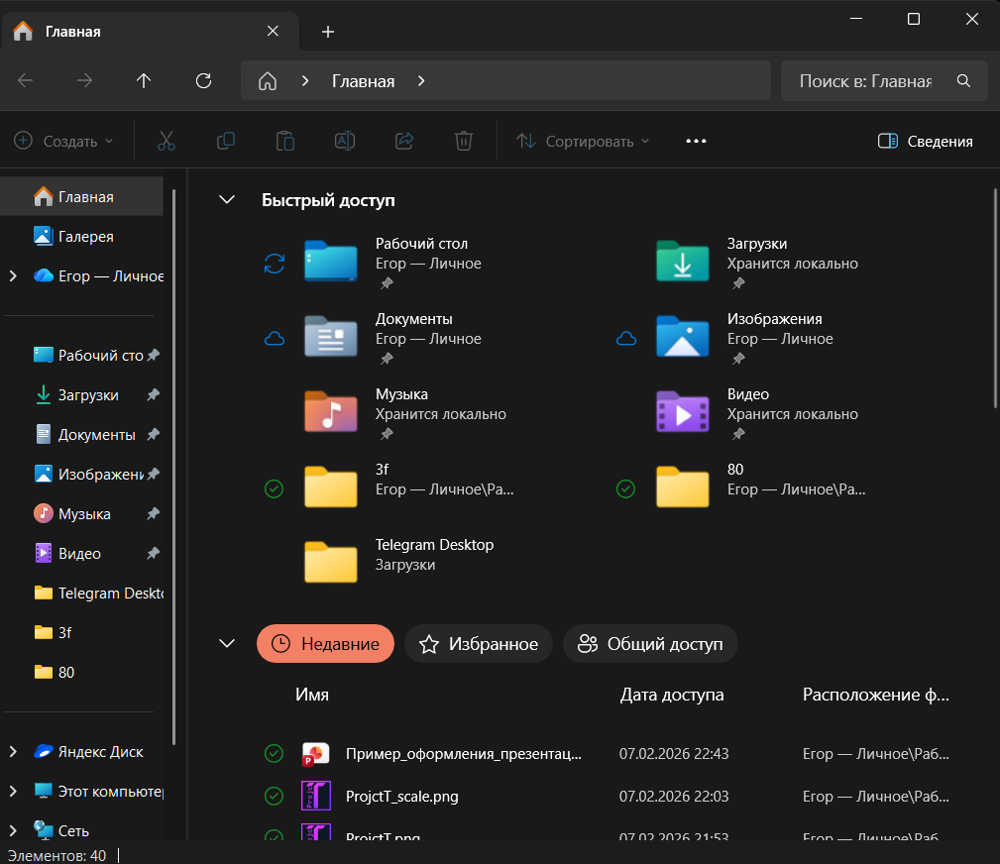 Главная
Главная
Поиск в: Главная
Создать
Сортировать
Сведения
Главная
Галерея
Егор — Личное
Рабочий сто
Загрузки
Документы
Изображени
Музыка
Видео
Telegram Deskto
3f
80
Яндекс Диск
Этот компьютер
Сеть
Быстрый доступ
Рабочий стол
Егор — Личное
Загрузки
Хранится локально
Документы
Егор — Личное
Изображения
Егор — Личное
Музыка
Хранится локально
Видео
Хранится локально
3f
Егор — Личное\Ра...
80
Егор — Личное\Ра...
Telegram Desktop
Загрузки
Недавние
Избранное
Общий доступ
Имя
Дата доступа
Расположение ф...
Пример_оформления_презентац...
07.02.2026 22:43
Егор — Личное\Раб...
ProjctT_scale.png
07.02.2026 22:03
Егор — Личное\Раб...
ProjctT.png
07.02.2026 21:53
Егор — Личное\Раб...
Элементов: 40